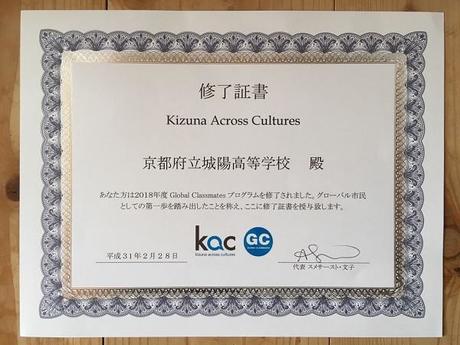 修了証書
Kizuna Across Cultures
京都府立城陽高等学校　殿
あなた方は2018年度 Global Classmates プログラムを修了されました。グローバル市民
としての第一歩を踏み出したことを称え、ここに修了証書を授与致します。
kac
Kizuna across cultures
GC
平成31年2月28日
代表 スメサースト・文子